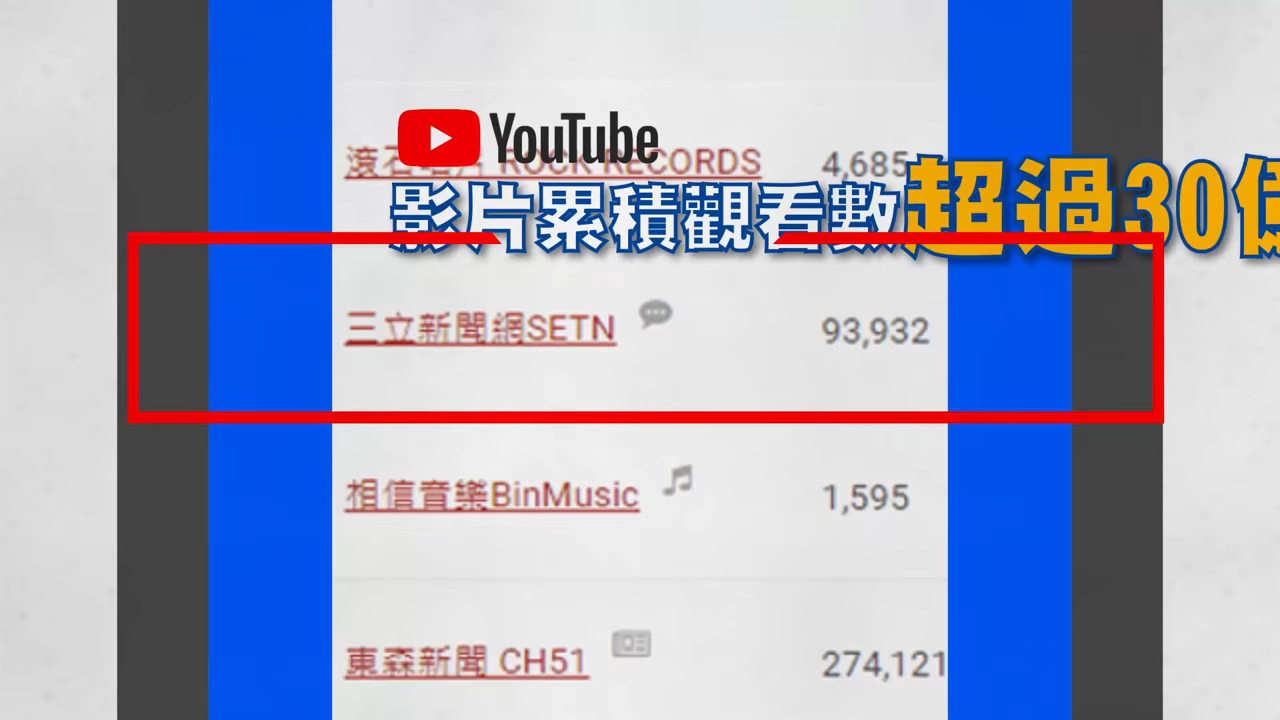 YouTube
滾石唱片 ROCK RECORDS 4,685
影片累積觀看數超過30億
三立新聞網SETN 93,932
相信音樂BinMusic 1,595
東森新聞 CH51 274,121